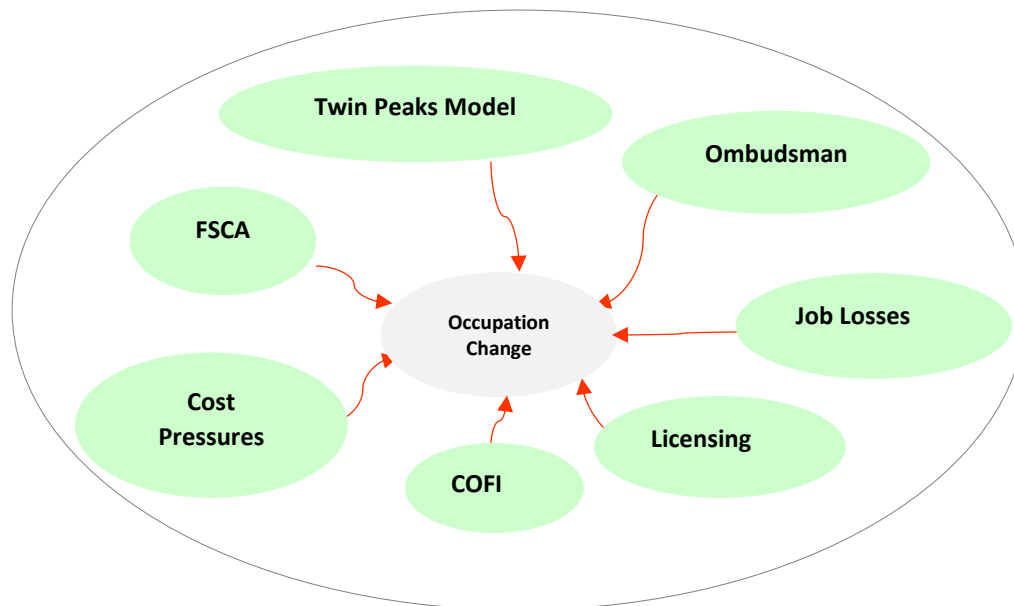 Twin Peaks Model
Ombudsman
FSCA
Job Losses
Occupation
Change
Cost
Pressures
Licensing
COFI